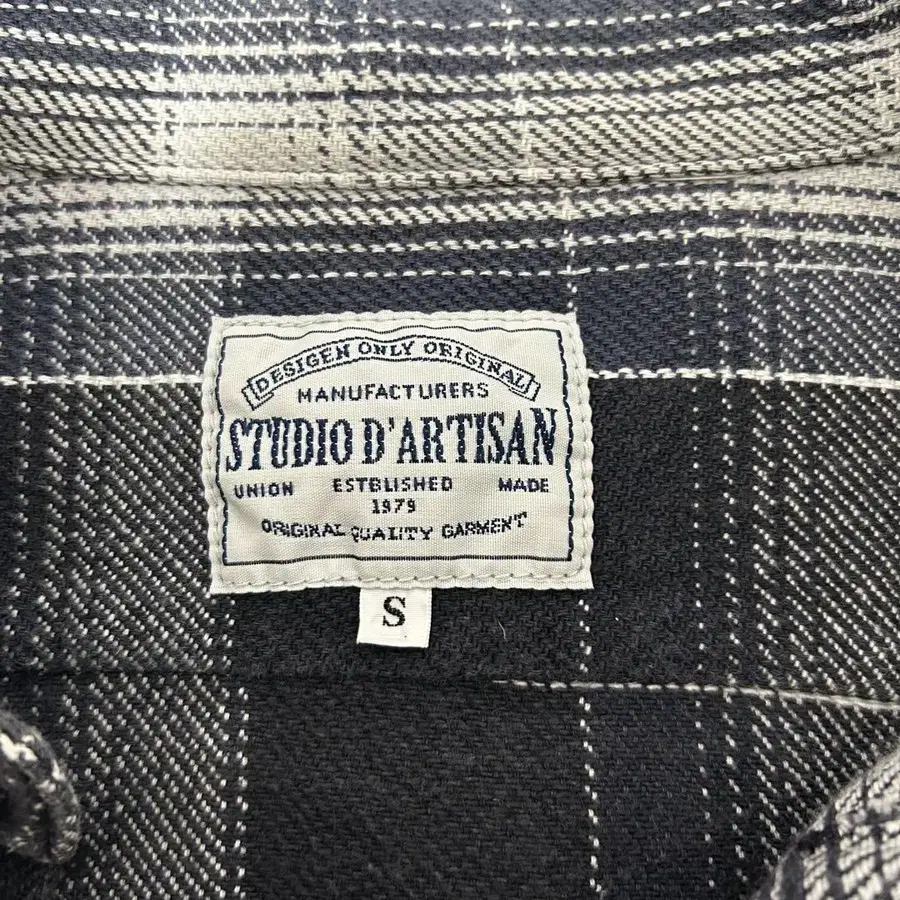 DESIGEN ONLY ORIGINAL
MANUFACTURERS
STUDIO D'ARTISAN
UNION ESTBLISHED MADE
1979
ORIGINAL QUALITY GARMENT
S